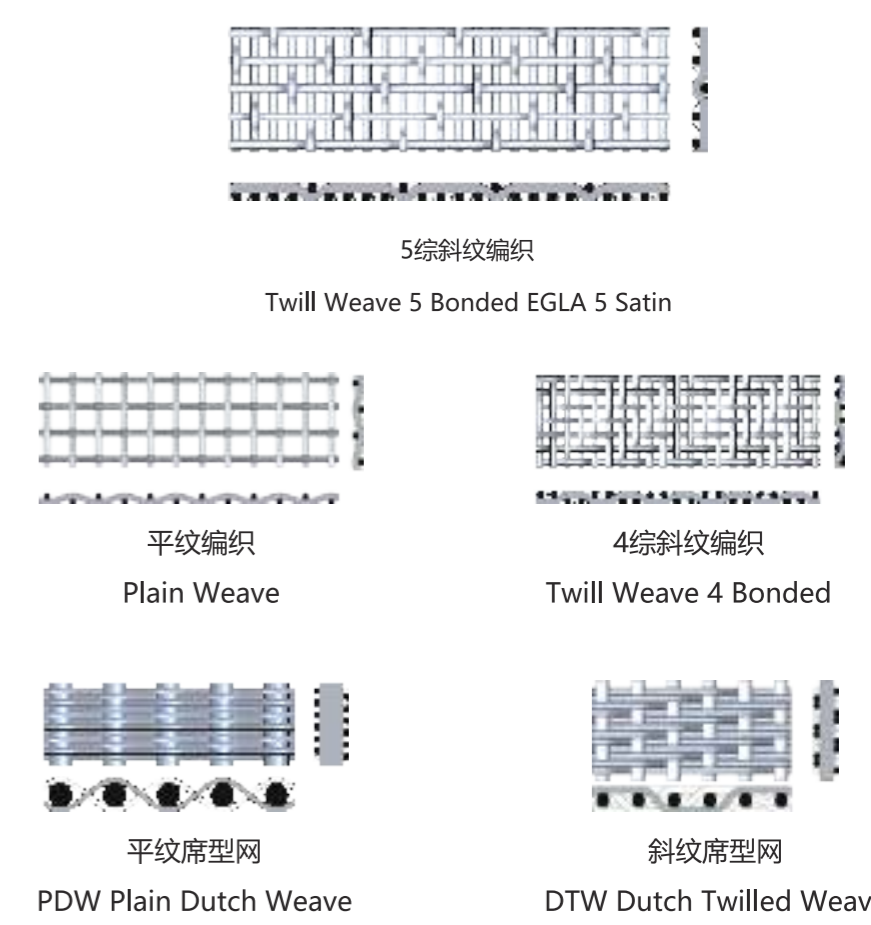 5综斜纹编织
Twill Weave 5 Bonded EGLA 5 Satin
平纹编织
Plain Weave
4综斜纹编织
Twill Weave 4 Bonded
平纹席型网
PDW Plain Dutch Weave
斜纹席型网
DTW Dutch Twilled Weav